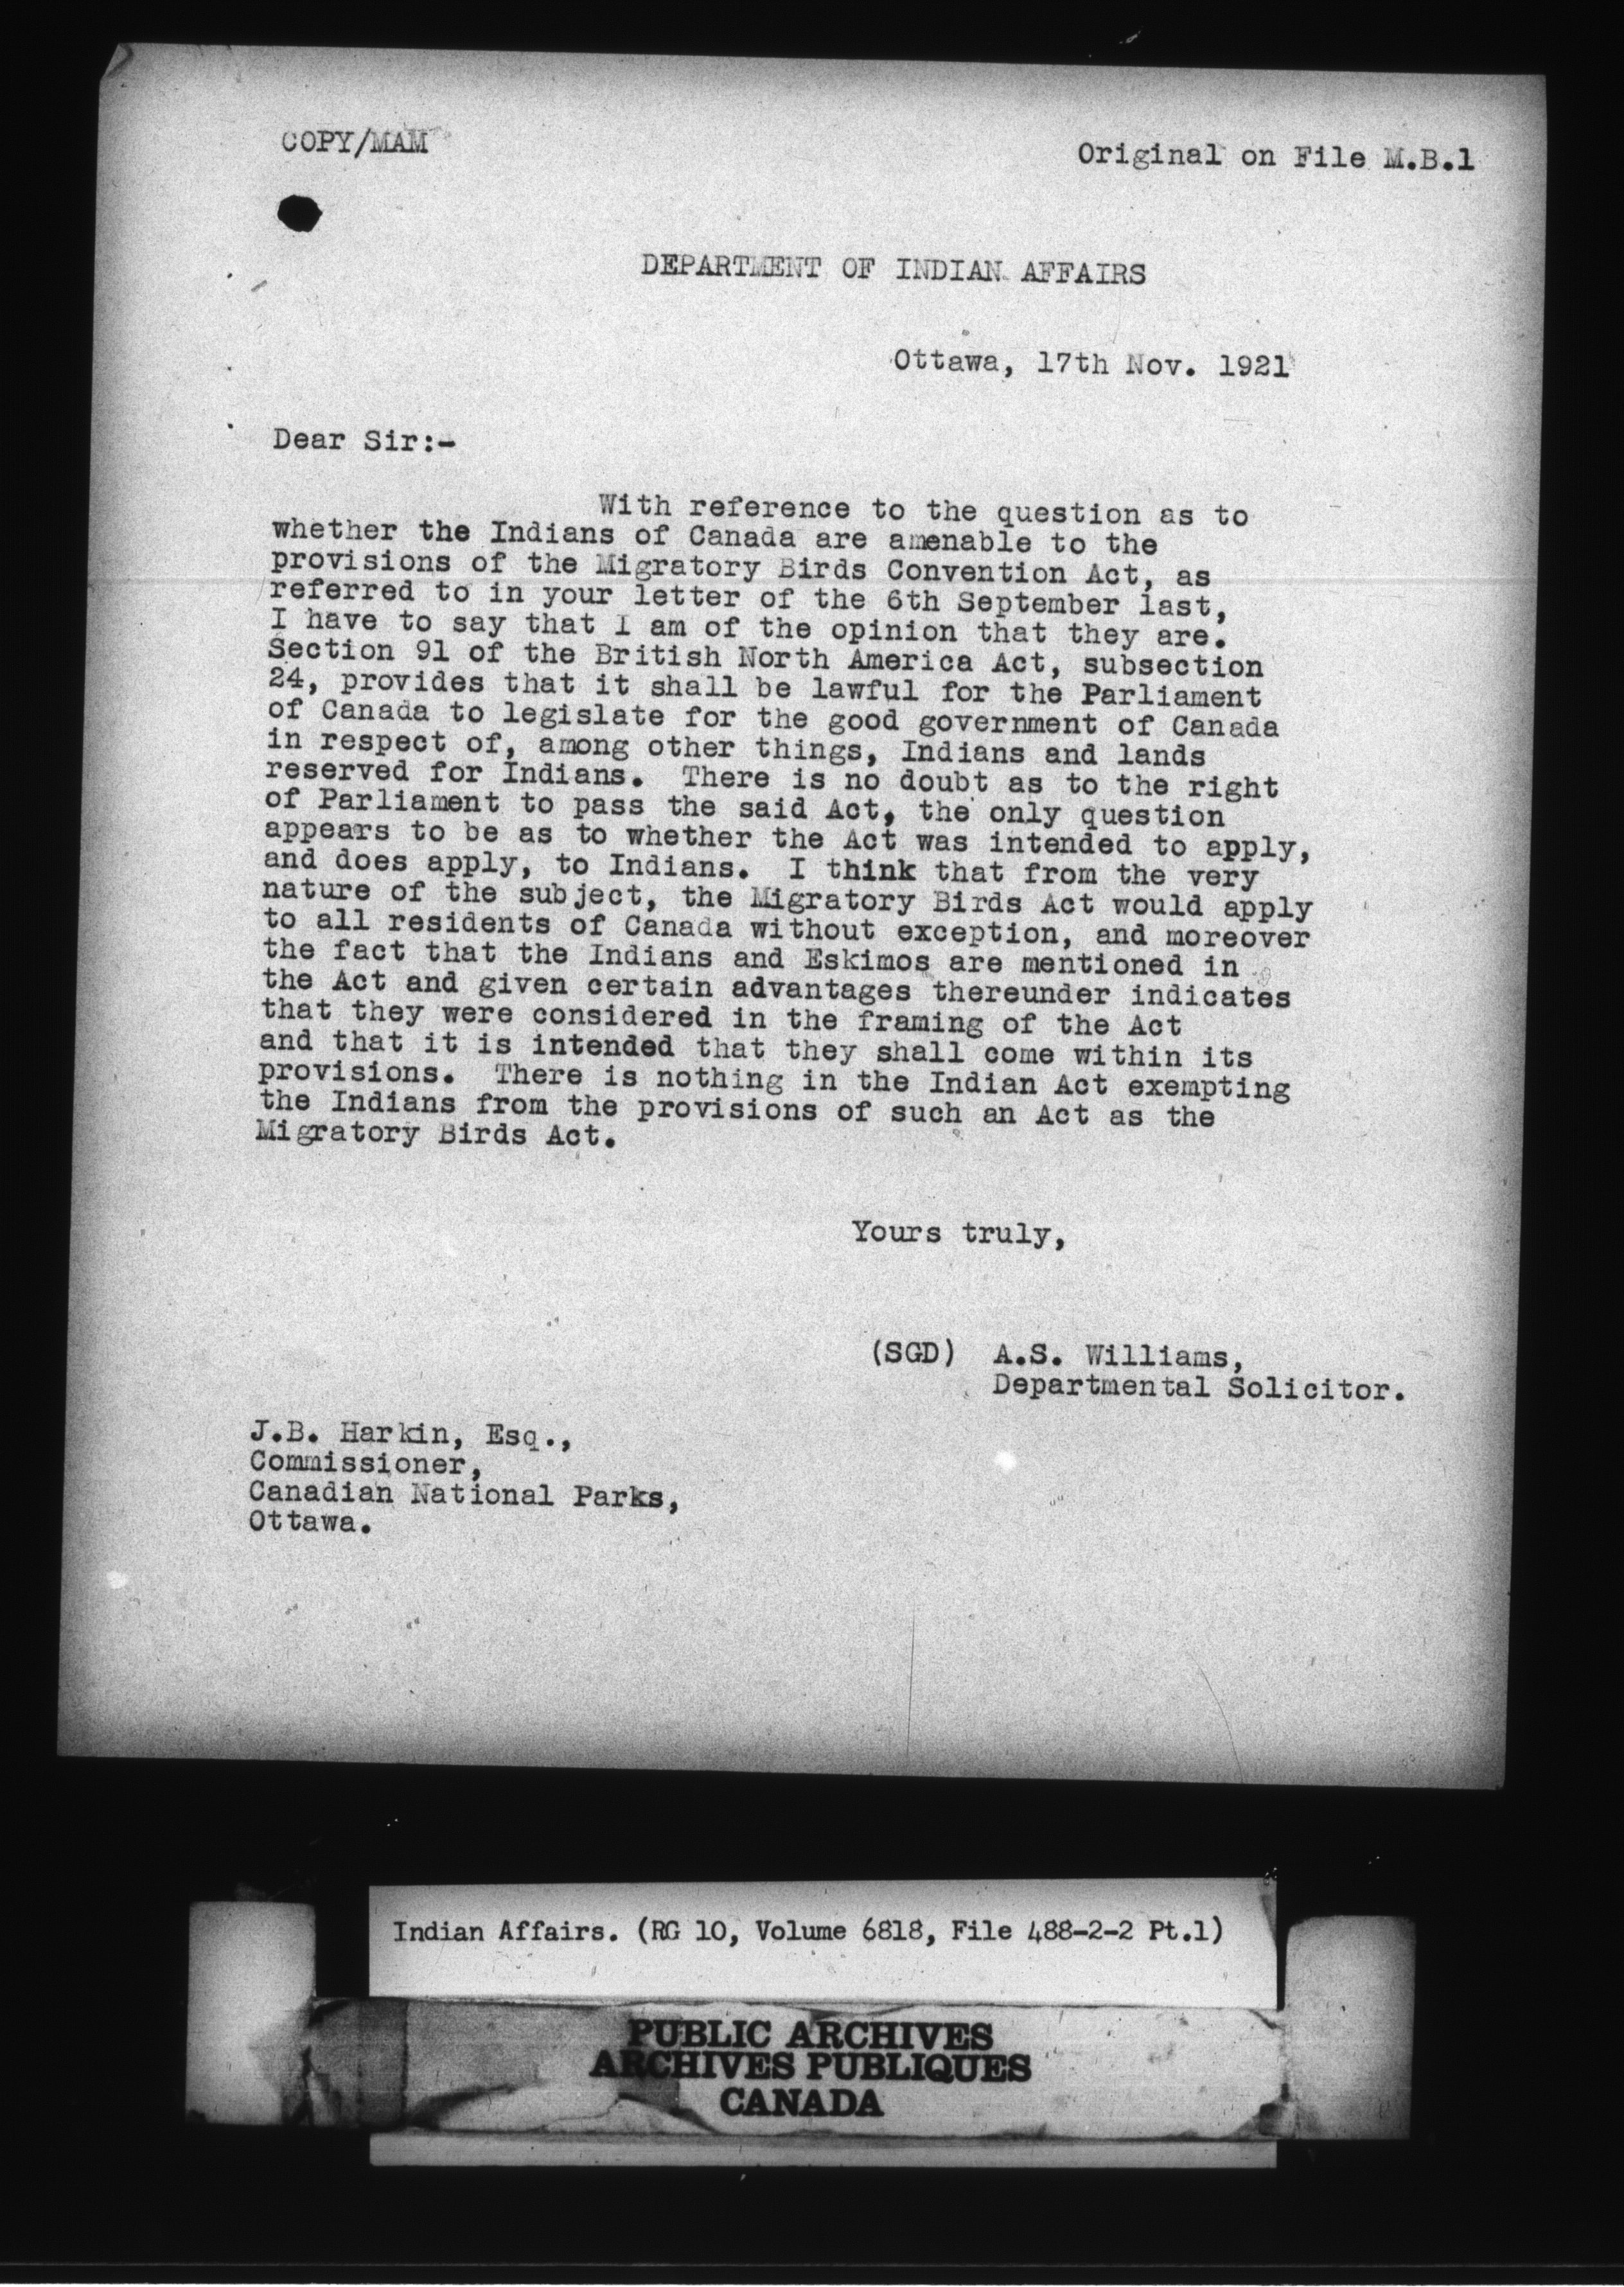 COPY/MAM
Original on File M.B.1
DEPARTMENT OF INDIAN AFFAIRS
Ottawa, 17th Nov. 1921
Dear Sir:-
With reference to the question as to
whether the Indians of Canada are amenable to the
provisions of the Migratory Birds Convention Act, as
referred to in your letter of the 6th September last,
I have to say that I am of the opinion that they are.
Section 91 of the British North America Act, subsection
24, provides that it shall be lawful for the Parliament
of Canada to legislate for the good government of Canada
in respect of, among other things, Indians and lands
reserved for Indians. There is no doubt as to the right
of Parliament to pass the said Act, the only question
appears to be as to whether the Act was intended to apply,
and does apply, to Indians. I think that from the very
nature of the subject, the Migratory Birds Act would apply
to all residents of Canada without exception, and moreover
the fact that the Indians and Eskimos are mentioned in
the Act and given certain advantages thereunder indicates
that they were considered in the framing of the Act
and that it is intended that they shall come within its
provisions. There is nothing in the Indian Act exempting
the Indians from the provisions of such an Act as the
Migratory Birds Act.
Yours truly,
(SGD) A.S. Williams,
Departmental Solicitor.
J.B. Harkin, Esq.,
Commissioner,
Canadian National Parks,
Ottawa.
Indian Affairs. (RG 10, Volume 6818, File 488-2-2 Pt.1)
PUBLIC ARCHIVES
ARCHIVES PUBLIQUES
CANADA